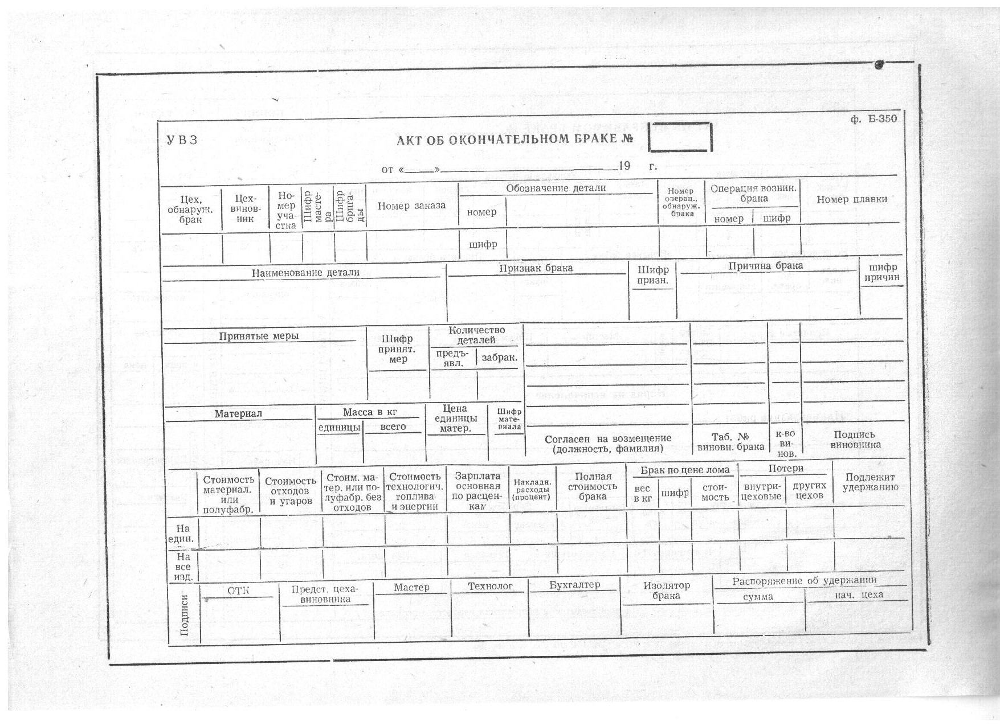 ф. Б-350
УВЗ
АКТ ОБ ОКОНЧАТЕЛЬНОМ БРАКЕ №
от «____»____________19 г.
Цех,
обнаруж.
брак
Цех-
винов-
ник
Но-
мер
уча-
стка
Шифр
масте-
ра
Шифр
брига-
ды
Номер заказа
Обозначение детали
номер
шифр
Номер
операц.,
обнаруж.
брака
Операция возник.
брака
номер
шифр
Номер плавки
Наименование детали
Признак брака
Шифр
призн.
Причина брака
шифр
причин
Принятые меры
Шифр
принят.
мер
Количество
деталей
предъ-
явл.
забрак.
Материал
Масса в кг
единицы
всего
Цена
единицы
матер.
Шифр
мате-
риала
Согласен на возмещение
(должность, фамилия)
Таб. №
виновн. брака
к-во
ви-
нов.
Подпись
виновника
Стоимость
материал.
или
полуфабр.
Стоимость
отходов
и угаров
Стоим. ма-
тер. или по-
луфабр. без
отходов
Стоимость
технологич.
топлива
и энергии
Зарплата
основная
по расцен-
кам
Накладн.
расходы
(процент)
Полная
стоимость
брака
Брак по цене лома
вес
в кг
шифр
стои-
мость
Потери
внутри-
цеховые
других
цехов
Подлежит
удержанию
На
един.
На
все
изд.
Подписи
ОТК
Предст. цеха-
виновника
Мастер
Технолог
Бухгалтер
Изолятор
брака
Распоряжение об удержании
сумма
нач. цеха